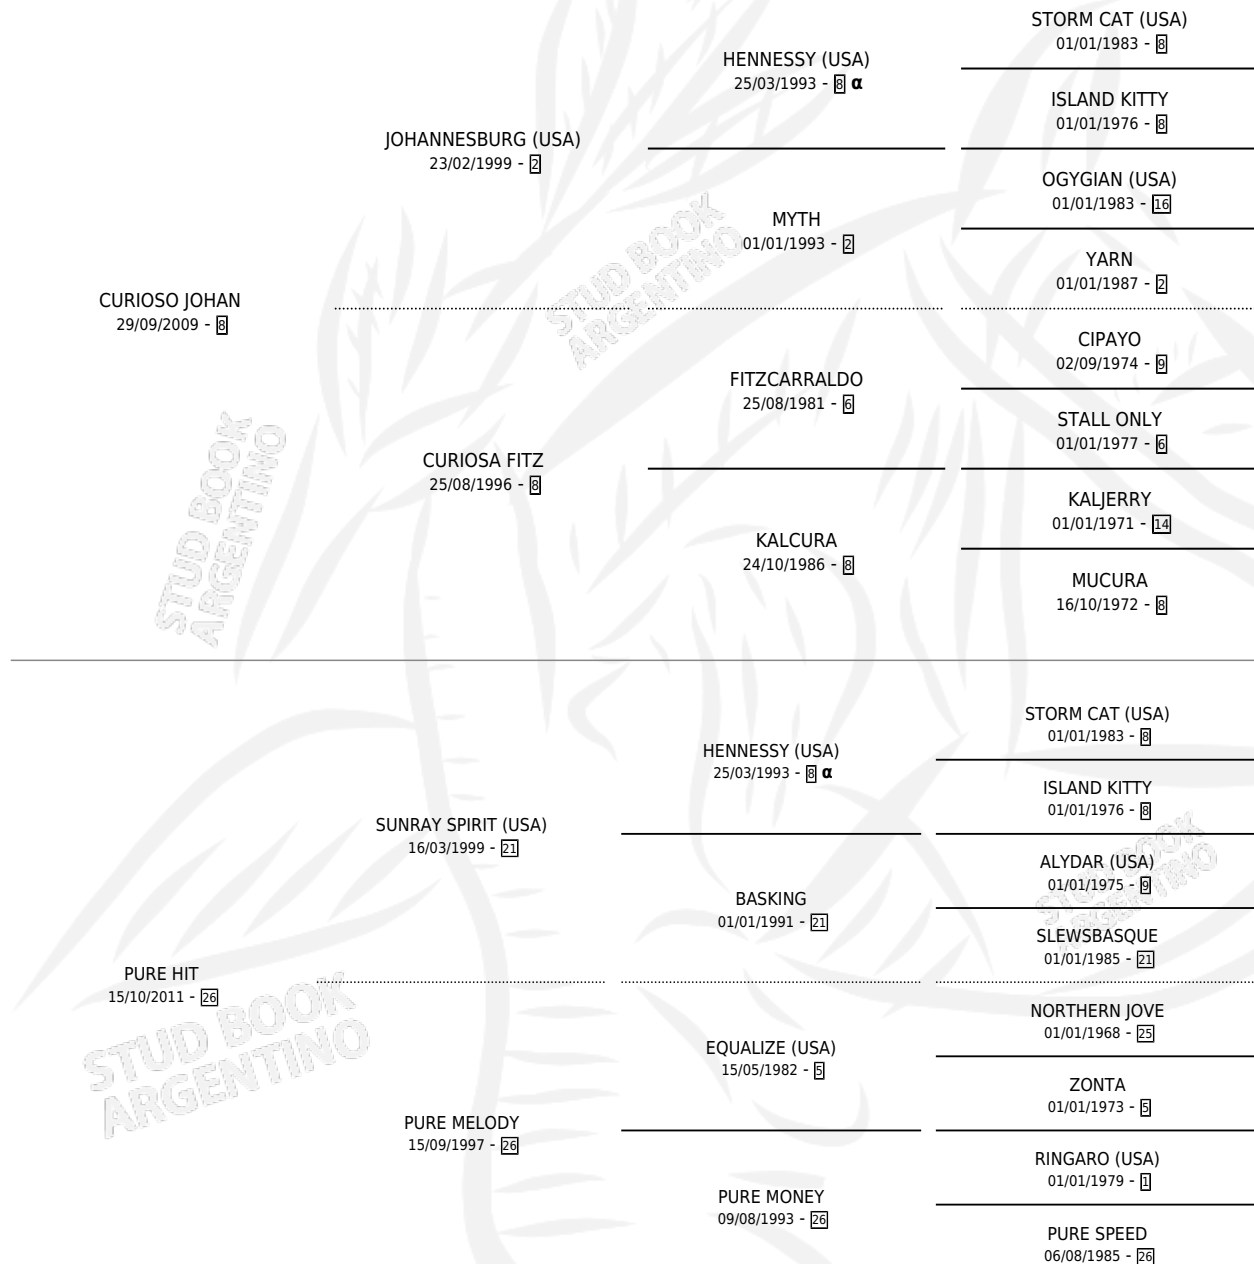 STORM CAT (USA)
01/01/1983 - 8
HENNESSY (USA)
25/03/1993 - 8 α
ISLAND KITTY
01/01/1976 - 8
JOHANNESBURG (USA)
23/02/1999 - 2
OGYGIAN (USA)
01/01/1983 - 16
MYTH
01/01/1993 - 2
YARN
01/01/1987 - 2
CURIOSO JOHAN
29/09/2009 - 8
CIPAYO
02/09/1974 - 9
FITZCARRALDO
25/08/1981 - 6
STALL ONLY
01/01/1977 - 6
CURIOSA FITZ
25/08/1996 - 8
KALJERRY
01/01/1971 - 14
KALCURA
24/10/1986 - 8
MUCURA
16/10/1972 - 8
STORM CAT (USA)
01/01/1983 - 8
HENNESSY (USA)
25/03/1993 - 8 α
ISLAND KITTY
01/01/1976 - 8
SUNRAY SPIRIT (USA)
16/03/1999 - 21
ALYDAR (USA)
01/01/1975 - 9
BASKING
01/01/1991 - 21
SLEWSBASQUE
01/01/1985 - 21
PURE HIT
15/10/2011 - 26
NORTHERN JOVE
01/01/1968 - 25
EQUALIZE (USA)
15/05/1982 - 5
ZONTA
01/01/1973 - 5
PURE MELODY
15/09/1997 - 26
RINGARO (USA)
01/01/1979 - 1
PURE MONEY
09/08/1993 - 26
PURE SPEED
06/08/1985 - 26
STUD BOOK
ARGENTINO
STUD BOOK
ARGENTINO
STUD BOOK
ARGENTINO
STUD BOOK
ARGENTINO